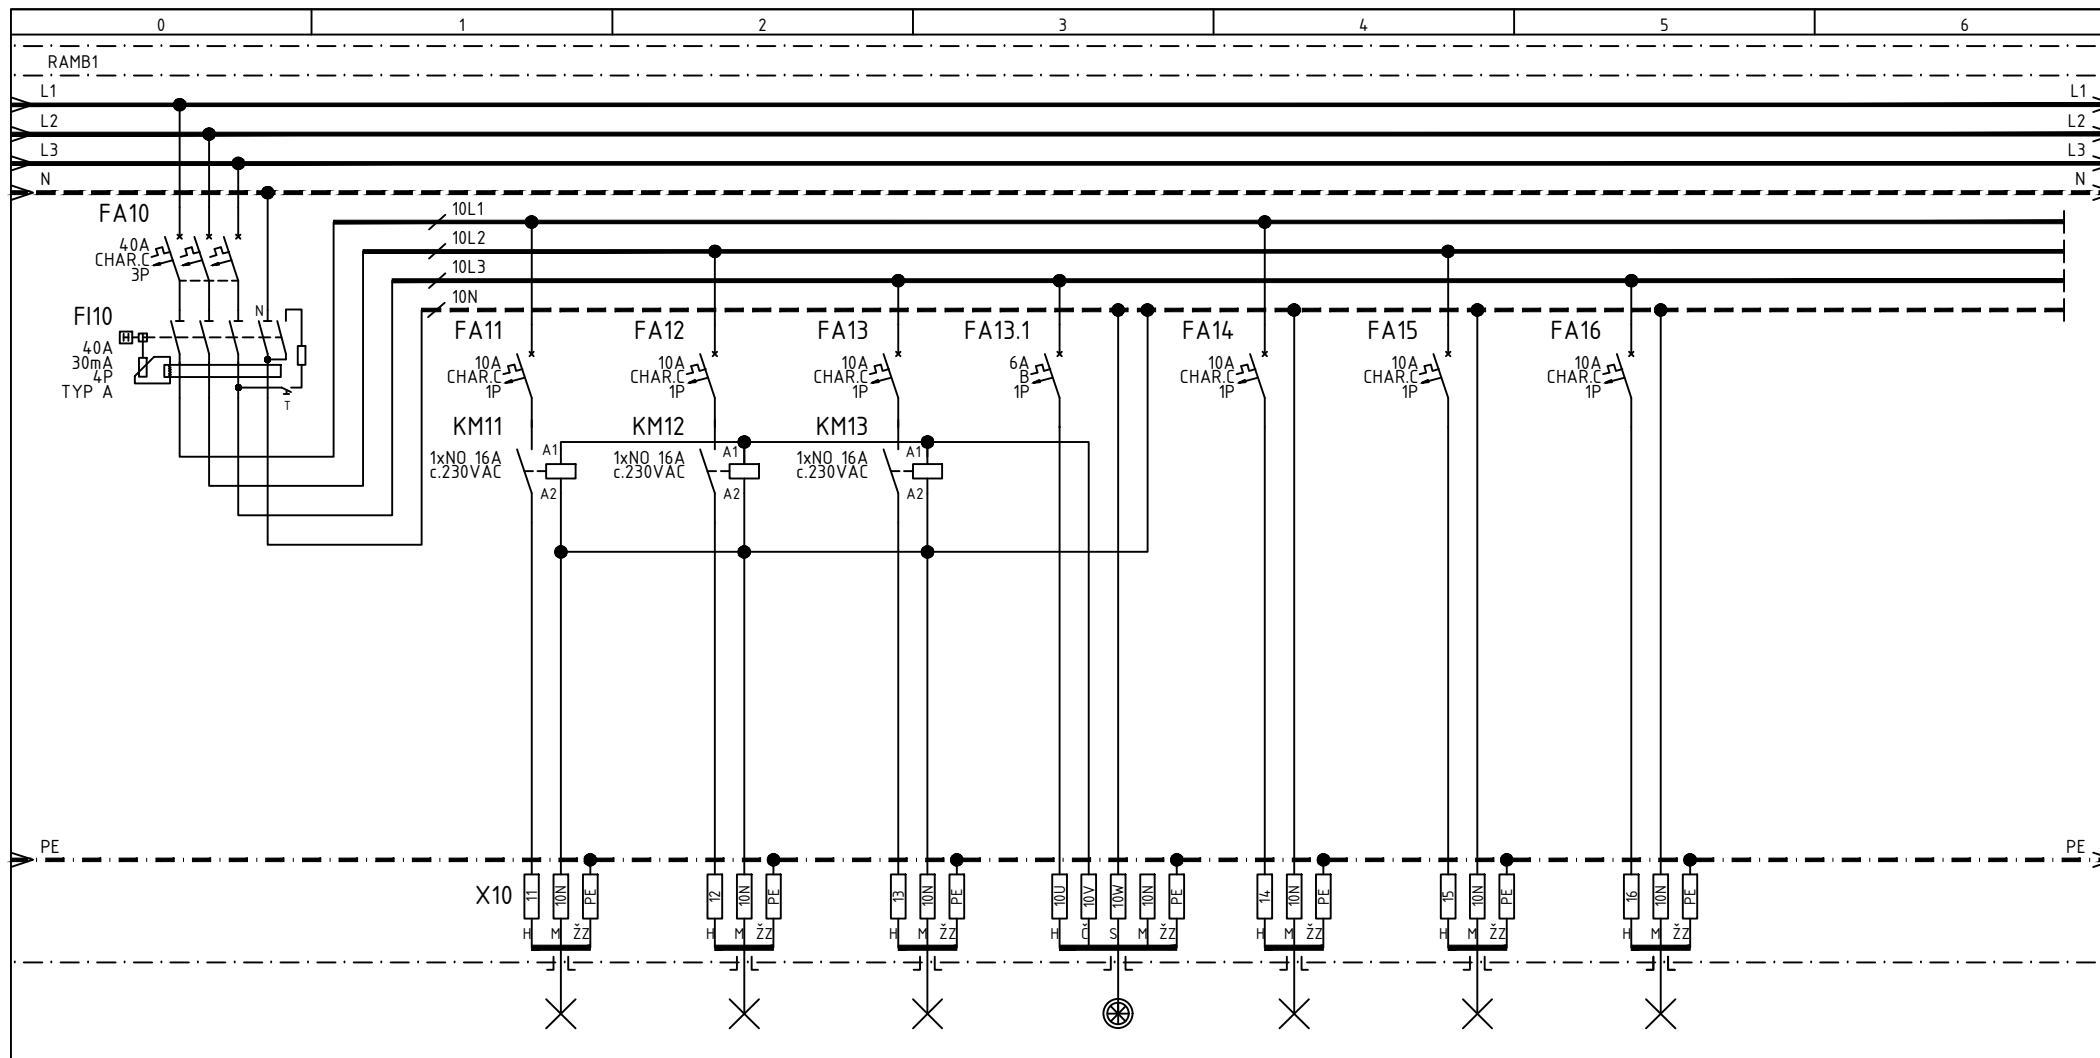 0 1 2 3 4 5 6
RAMB1
L1 L1
L2 L2
L3 L3
N N
10L1
10L2
10L3
10N
FA10
40A
CHAR.C
3P
FI10
40A
30mA
4P
TYP A
N
H
T
FA11
10A
CHAR.C
1P
FA12
10A
CHAR.C
1P
FA13
10A
CHAR.C
1P
FA13.1
6A
B
1P
FA14
10A
CHAR.C
1P
FA15
10A
CHAR.C
1P
FA16
10A
CHAR.C
1P
KM11
1xNO 16A
c.230VAC
A1
A2
KM12
1xNO 16A
c.230VAC
A1
A2
KM13
1xNO 16A
c.230VAC
A1
A2
PE PE
X10
11 10N PE
12 10N PE
13 10N PE
10U 10V 10W 10N PE
14 10N PE
15 10N PE
16 10N PE
H M ŽZ
H M ŽZ
H M ŽZ
H Č S M ŽZ
H M ŽZ
H M ŽZ
H M ŽZ